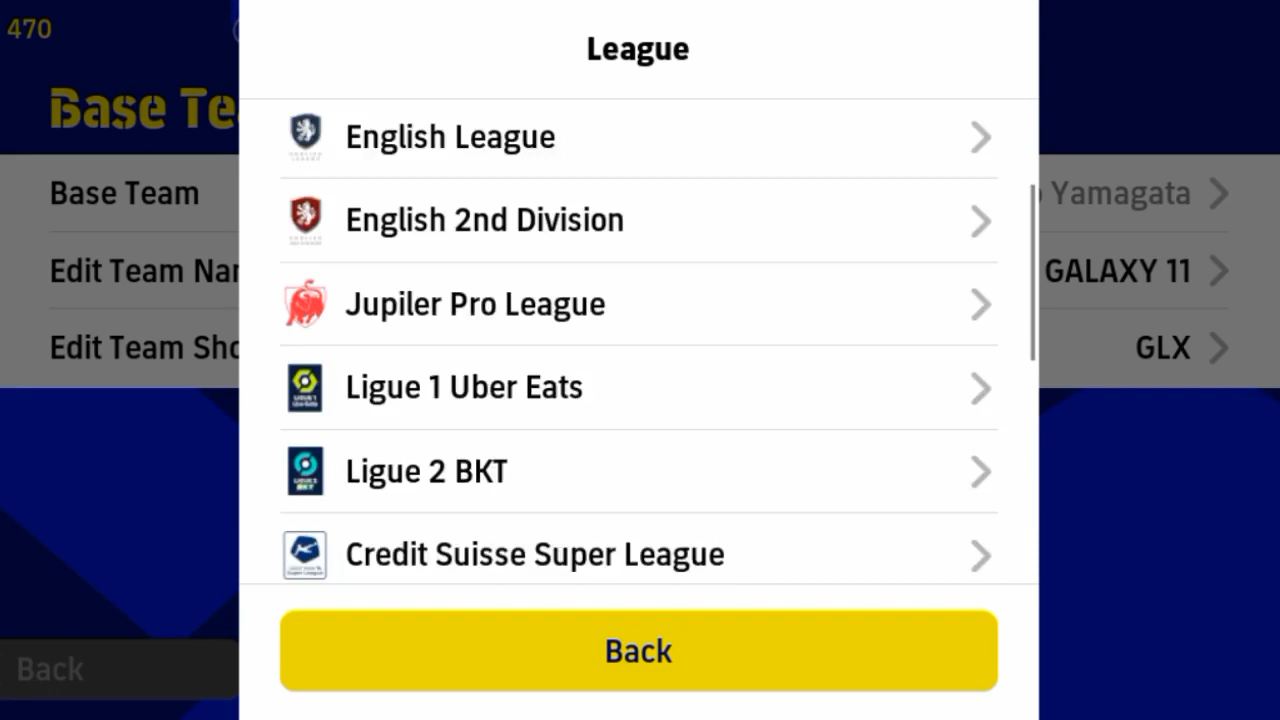 470
League
Base Te
English League
Base Team
Yamagata
English 2nd Division
Edit Team Nar
GALAXY 11
Jupiler Pro League
Edit Team Sho
GLX
Ligue 1 Uber Eats
Ligue 2 BKT
Credit Suisse Super League
Back
Back